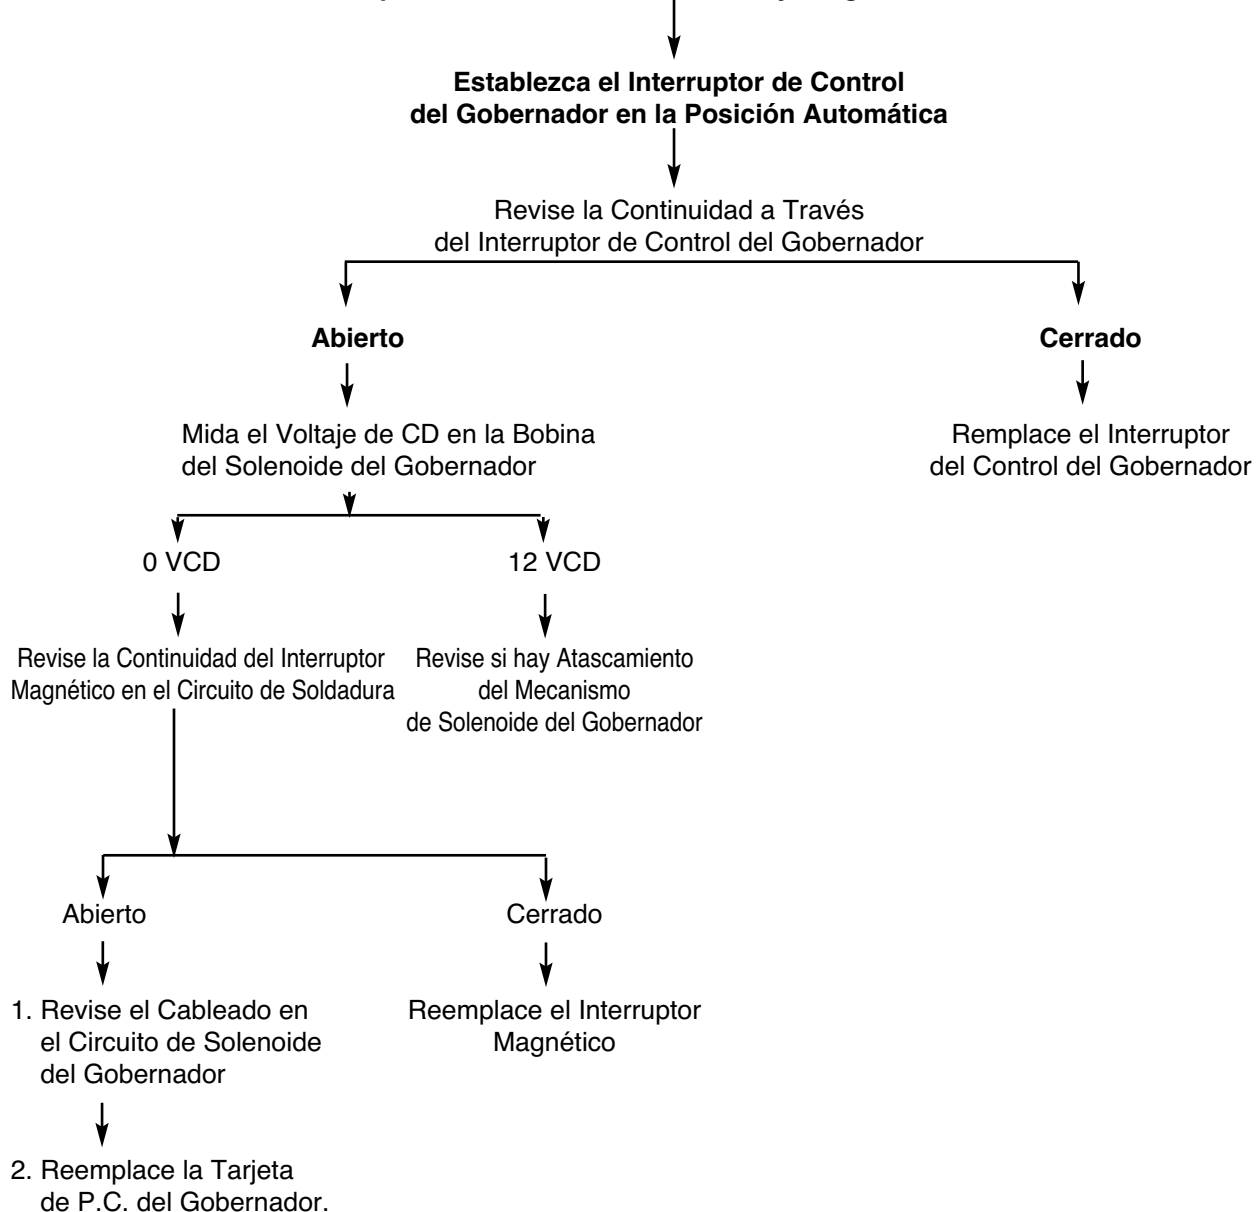 Establezca el Interruptor de Control
del Gobernador en la Posición Automática
Revise la Continuidad a Través
del Interruptor de Control del Gobernador
Abierto
Cerrado
Mida el Voltaje de CD en la Bobina
del Solenoide del Gobernador
Remplace el Interruptor
del Control del Gobernador
0 VCD
12 VCD
Revise la Continuidad del Interruptor
Magnético en el Circuito de Soldadura
Revise si hay Atascamiento
del Mecanismo
de Solenoide del Gobernador
Abierto
Cerrado
1. Revise el Cableado en
el Circuito de Solenoide
del Gobernador
Reemplace el Interruptor
Magnético
2. Reemplace la Tarjeta
de P.C. del Gobernador.